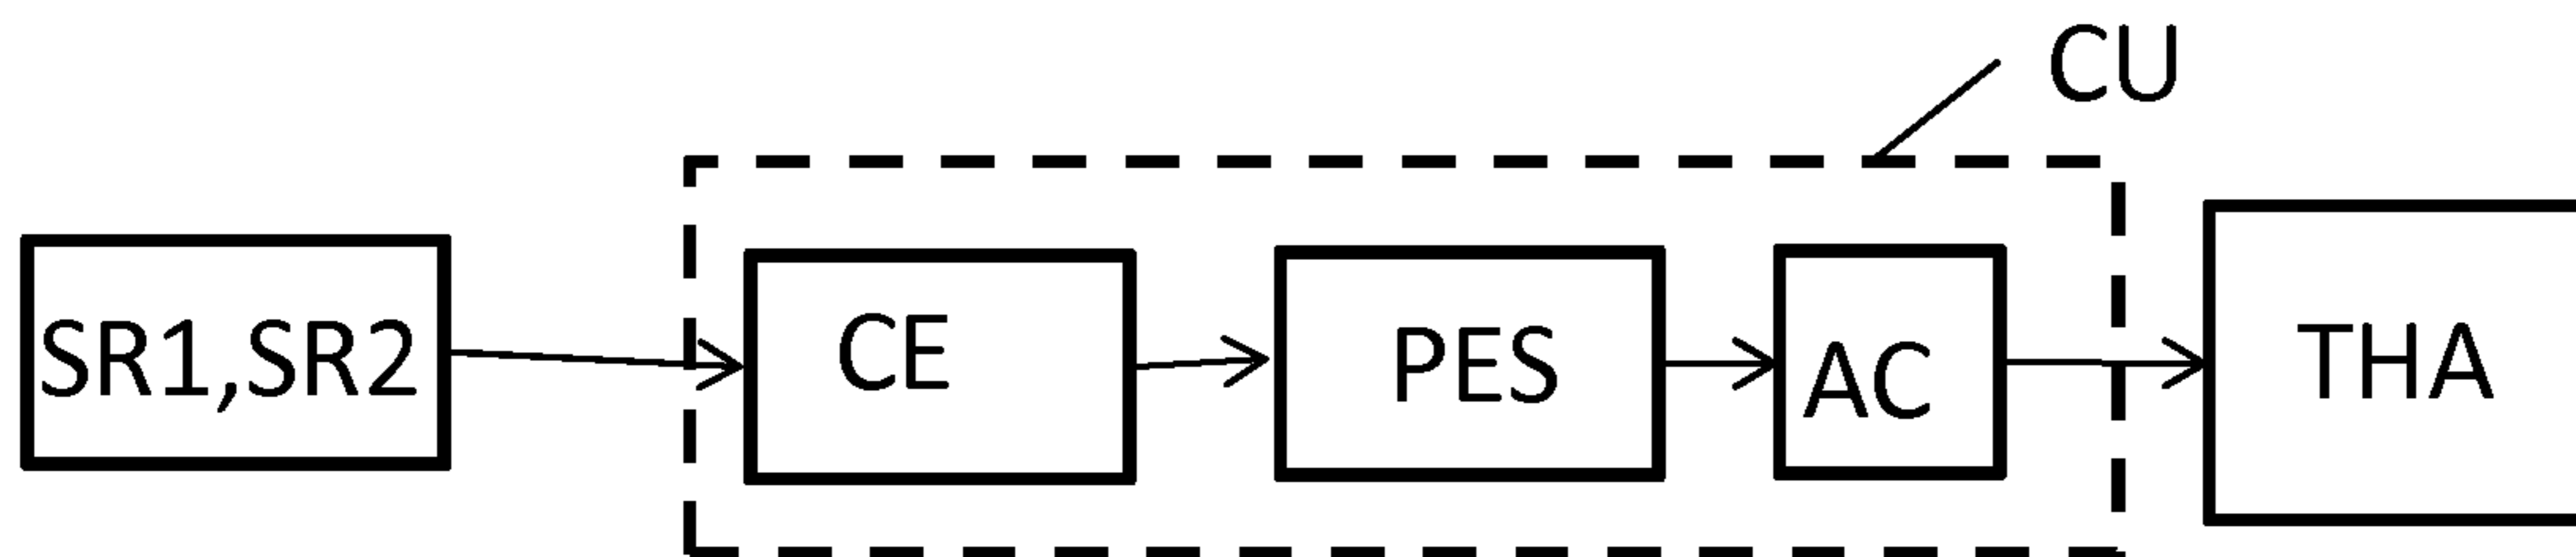 CU
SR1,SR2
CE
PES
AC
THA